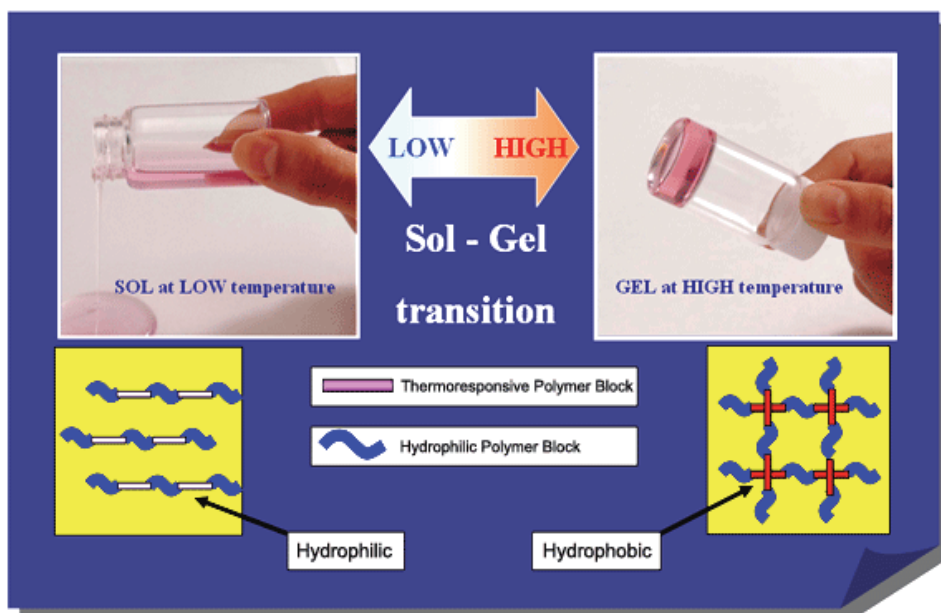 LOW
HIGH
Sol - Gel
transition
SOL at LOW temperature
GEL at HIGH temperature
Thermoresponsive Polymer Block
Hydrophilic Polymer Block
Hydrophilic
Hydrophobic